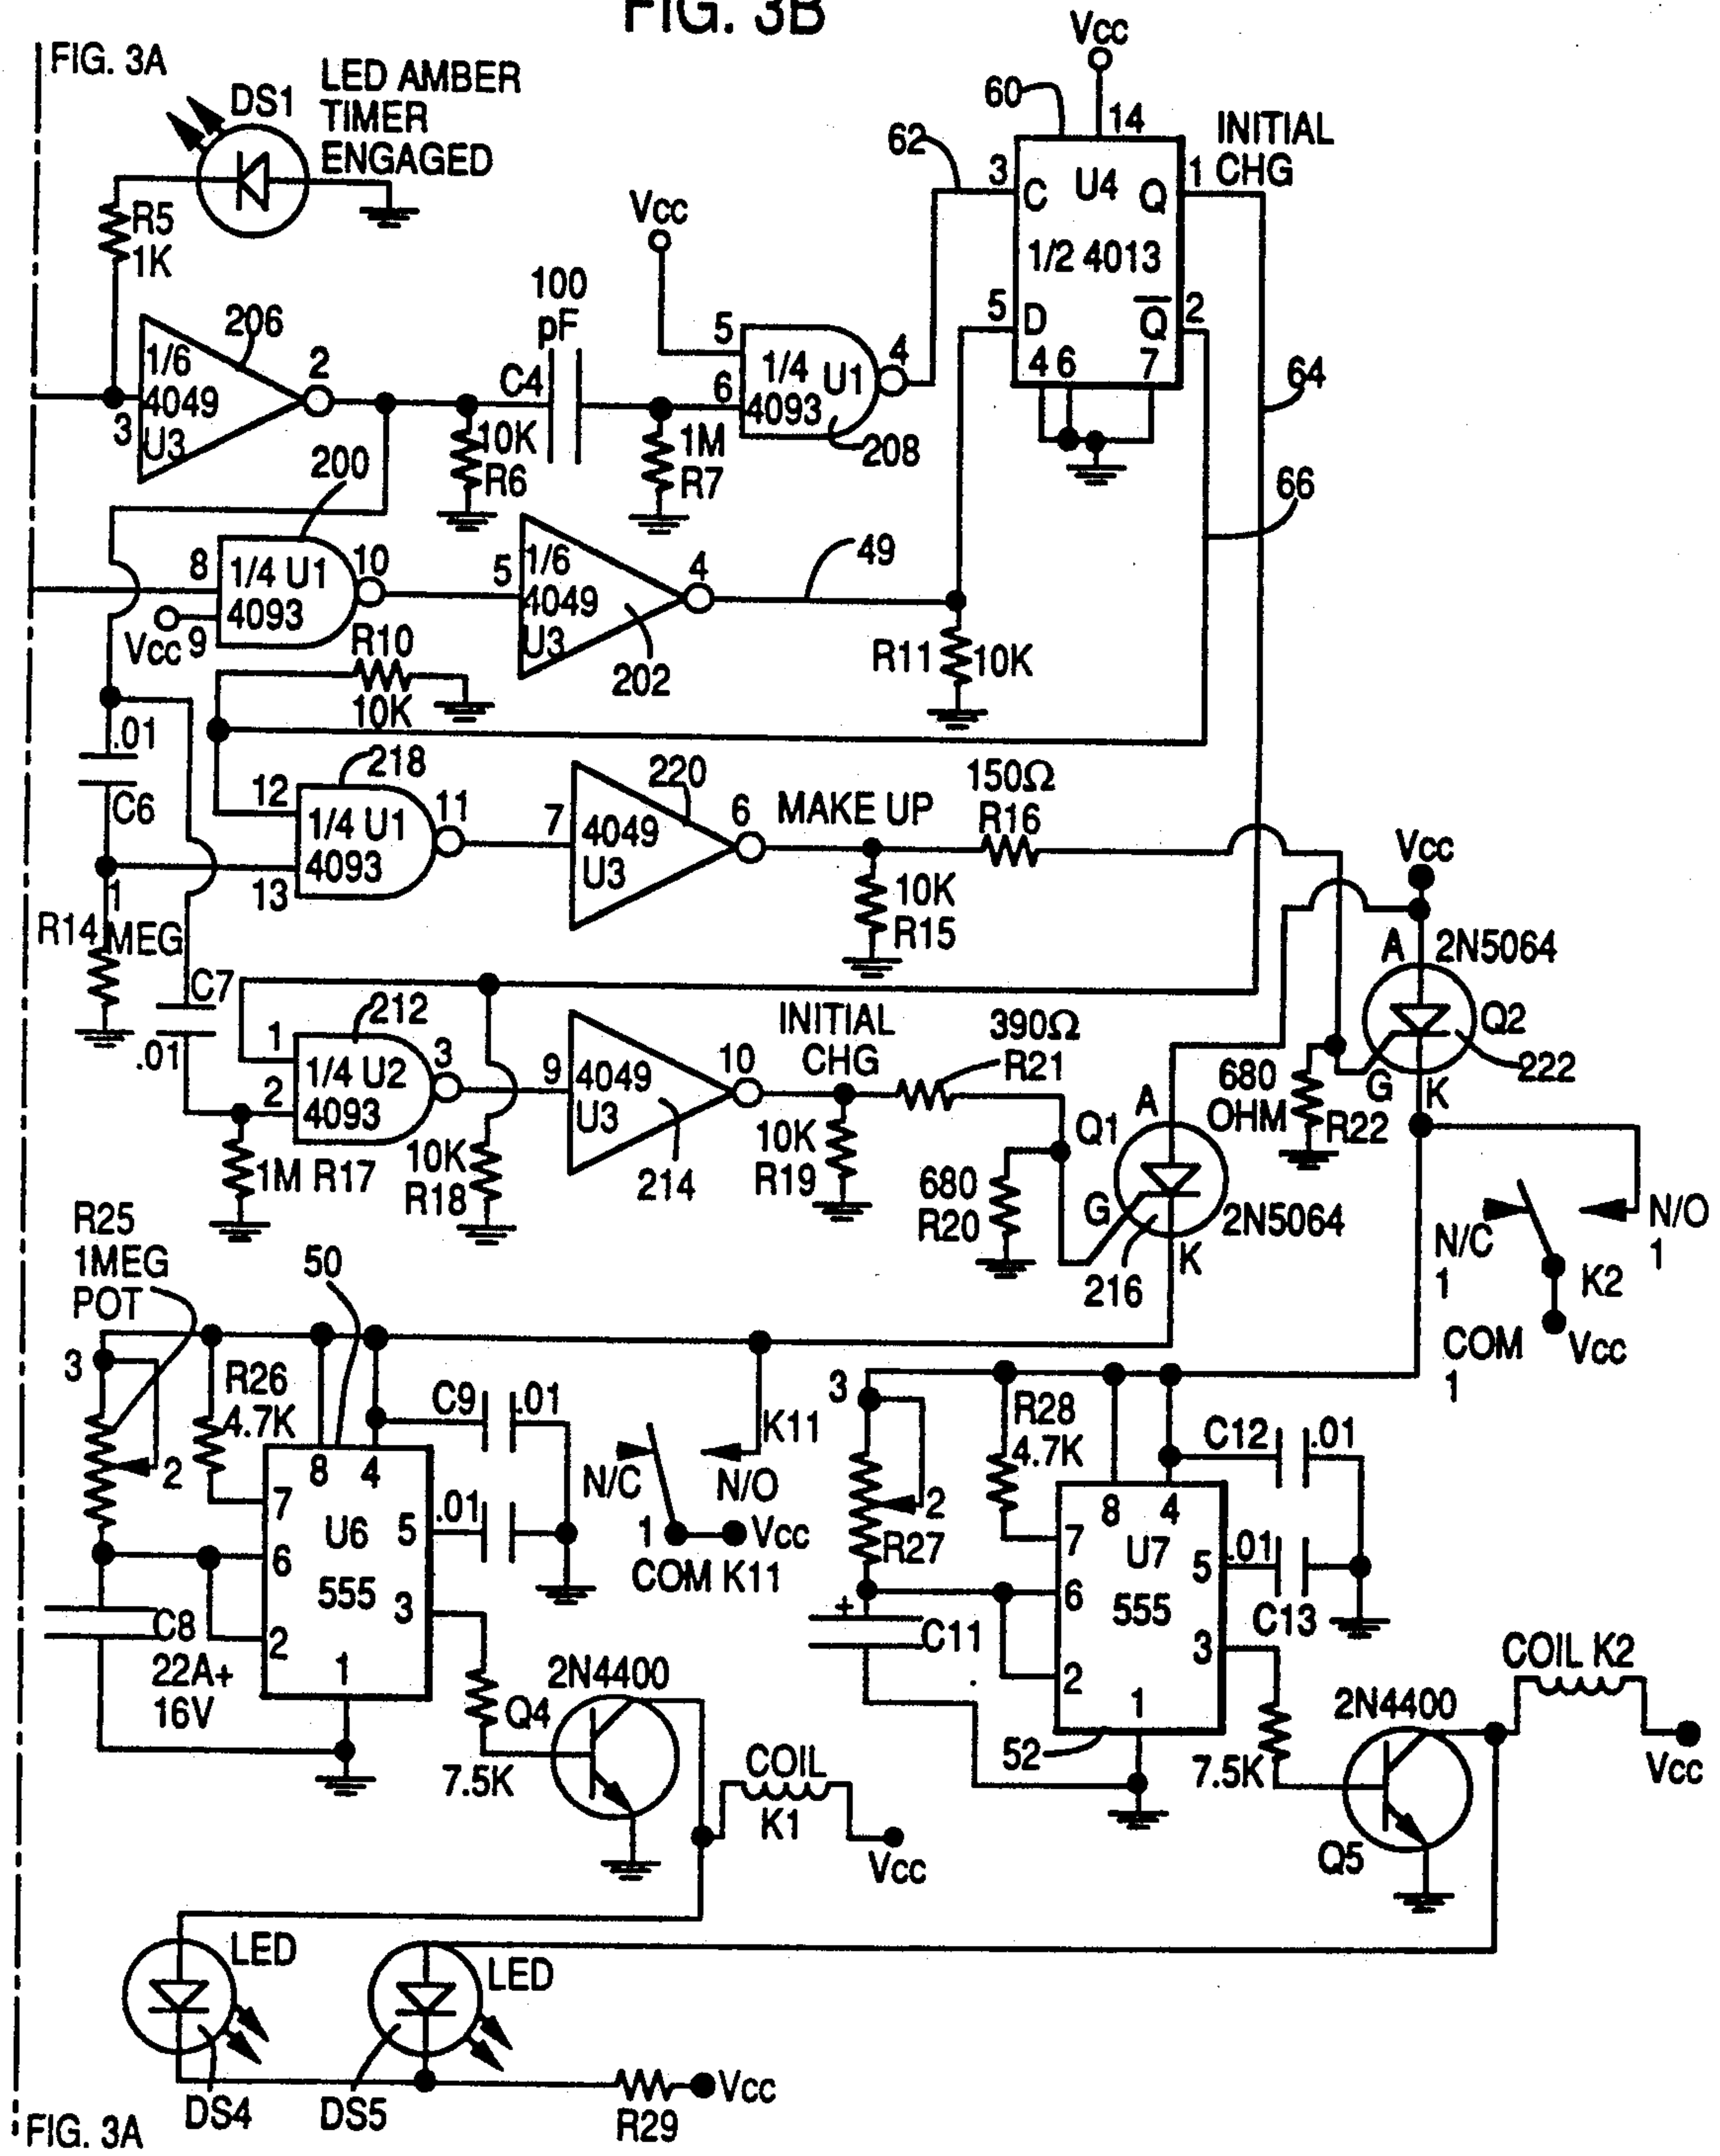 FIG. 3B
FIG. 3A
DS1
LED AMBER
TIMER
ENGAGED
R5
1K
Vcc
60
14
INITIAL
CHG
62
3
C
U4
Q
1
1/2 4013
5
D
Q
2
4 6
7
206
1/6
4049
U3
3
2
100
pF
C4
Vcc
5
6
1/4
4093
U1
4
208
10K
R6
1M
R7
64
66
200
8
1/4 U1
4093
10
Vcc 9
5
1/6
4049
U3
4
202
49
R11
10K
R10
10K
.01
C6
218
12
1/4 U1
4093
11
13
220
7
4049
U3
6
MAKE UP
150Ω
R16
10K
R15
Vcc
A
2N5064
Q2
222
G
K
R14
1
MEG
C7
.01
212
1
2
1/4 U2
4093
3
9
4049
U3
10
214
INITIAL
CHG
390Ω
R21
680
OHM
R22
1M R17
10K
R18
10K
R19
680
R20
Q1
A
G
2N5064
K
216
N/C
1
N/O
1
K2
COM
1
Vcc
R25
1MEG
POT
50
3
2
R26
4.7K
8
4
7
U6
5
6
555
3
2
1
C9
.01
.01
K11
N/C
N/O
1
Vcc
COM K11
C8
22A+
16V
3
2
R27
R28
4.7K
8
4
7
U7
5
6
555
3
2
1
C12
.01
.01
C13
+
C11
52
2N4400
Q4
7.5K
COIL
K1
Vcc
COIL K2
2N4400
7.5K
Q5
Vcc
LED
LED
DS4
DS5
R29
Vcc
FIG. 3A